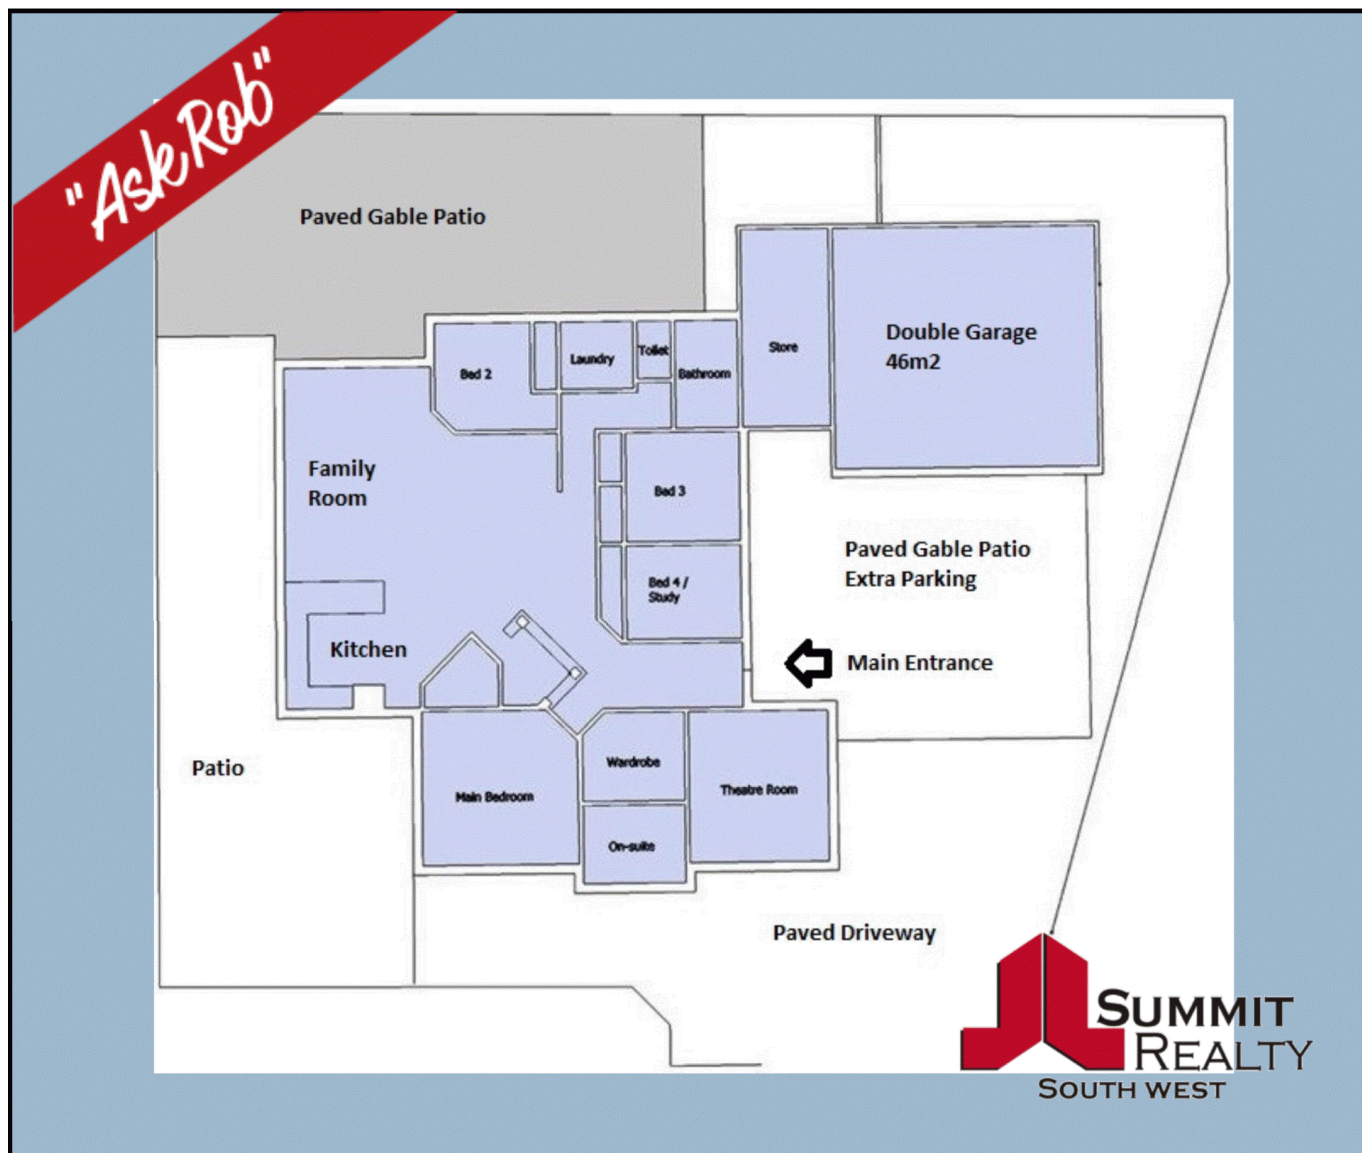 "AskRob"
Paved Gable Patio
Double Garage
46m2
Store
Toilet
Laundry
Bathroom
Bed 2
Family
Room
Bed 3
Paved Gable Patio
Extra Parking
Bed 4 /
Study
Kitchen
Main Entrance
Patio
Wardrobe
Main Bedroom
Theatre Room
On-suite
Paved Driveway
SUMMIT
REALTY
SOUTH WEST